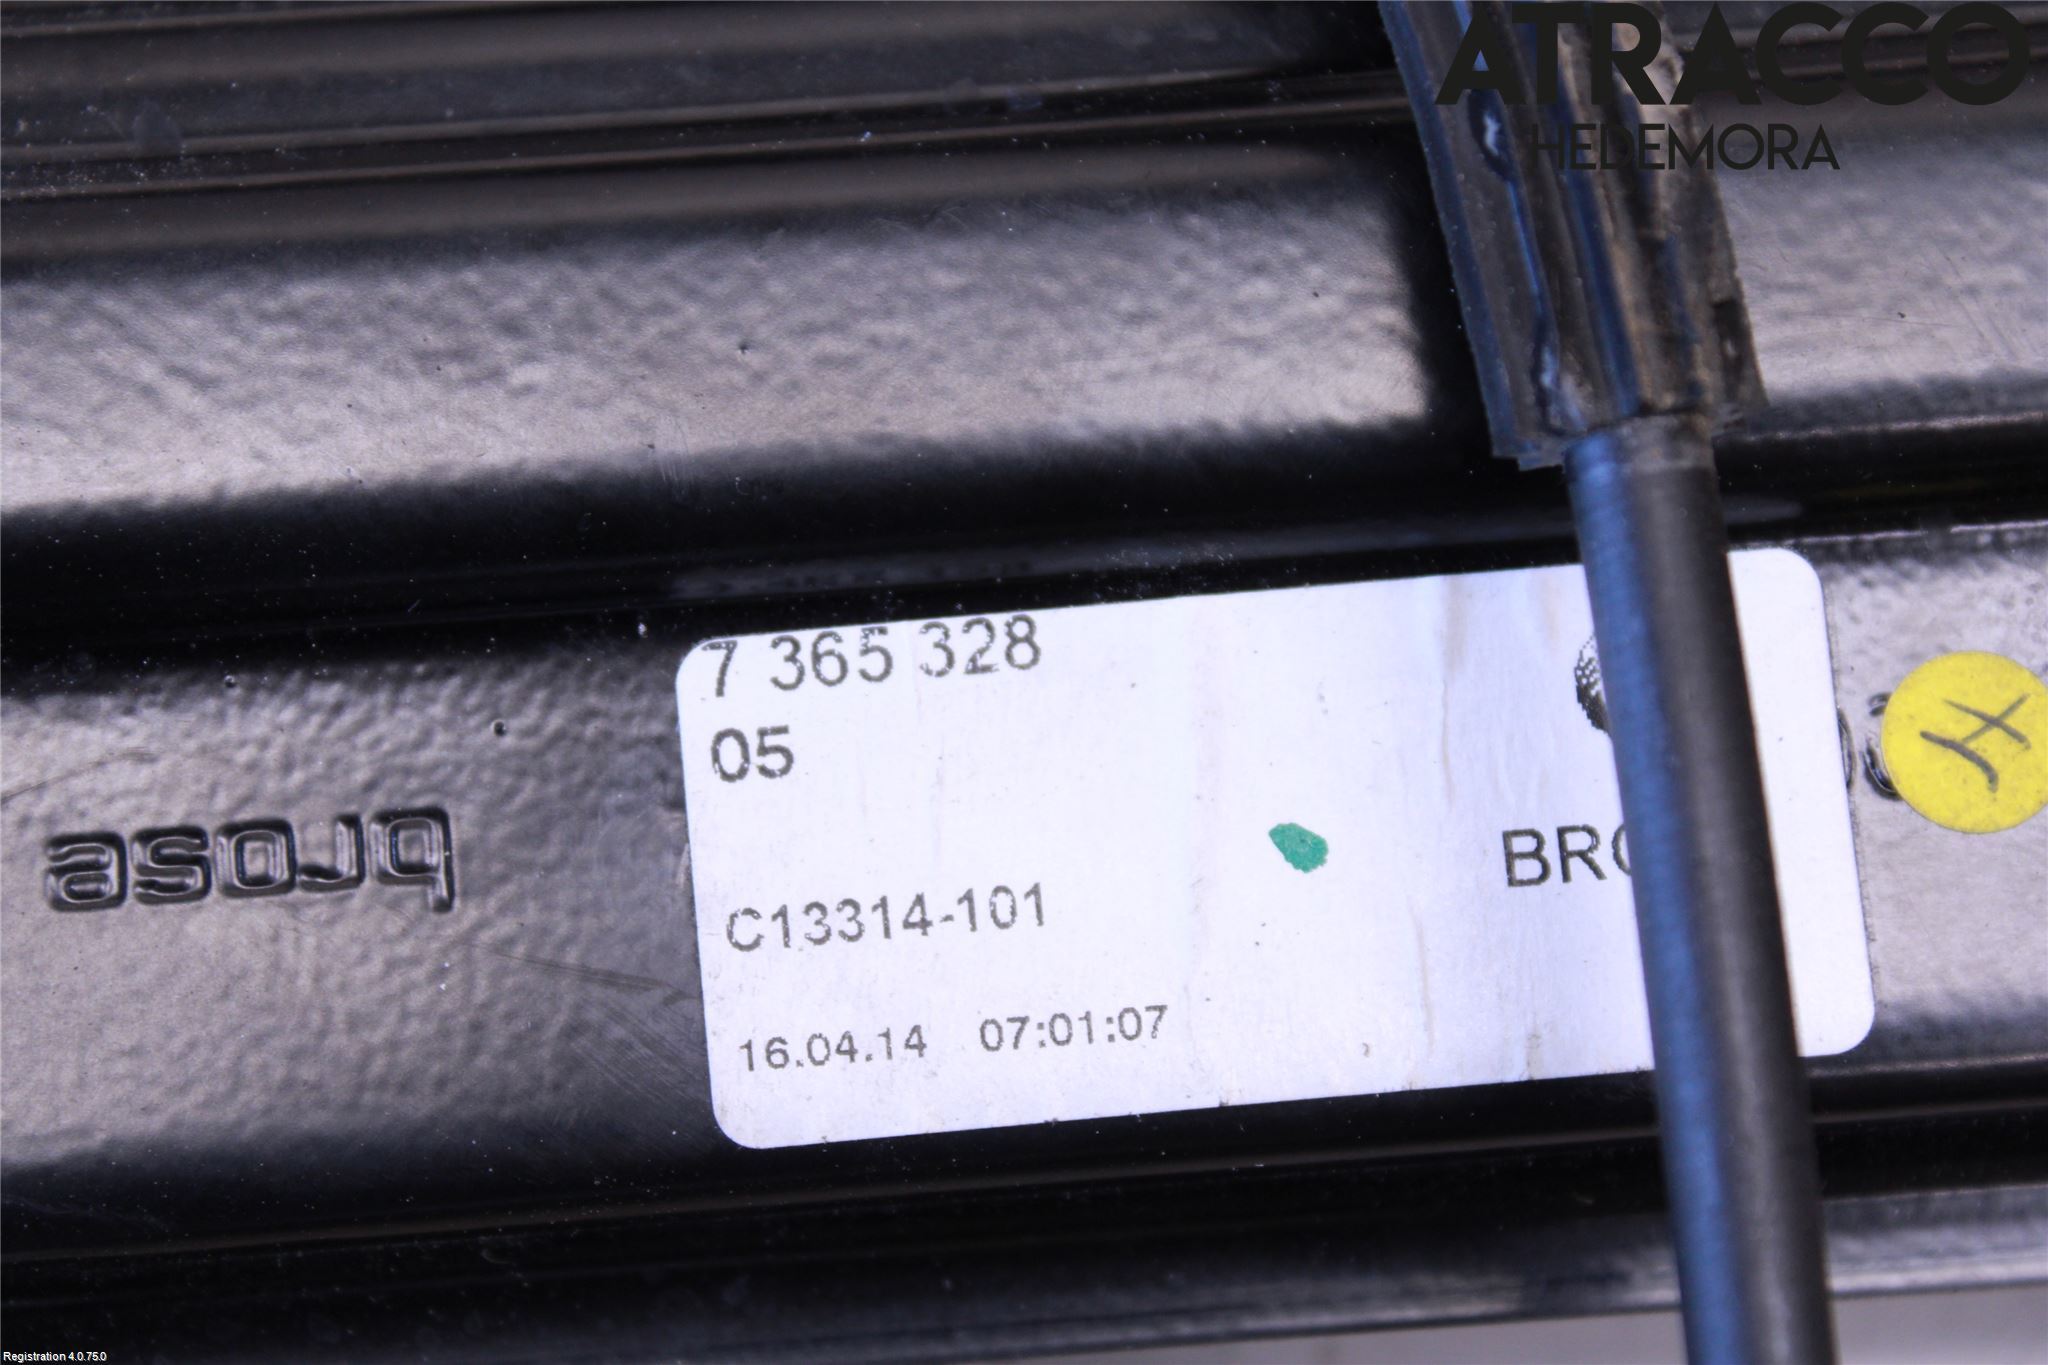 ATRACCO
HEDEMORA
7 365 328
05
brose
C13314-101
16.04.14 07:01:07
H
Registration 4.0.75.0